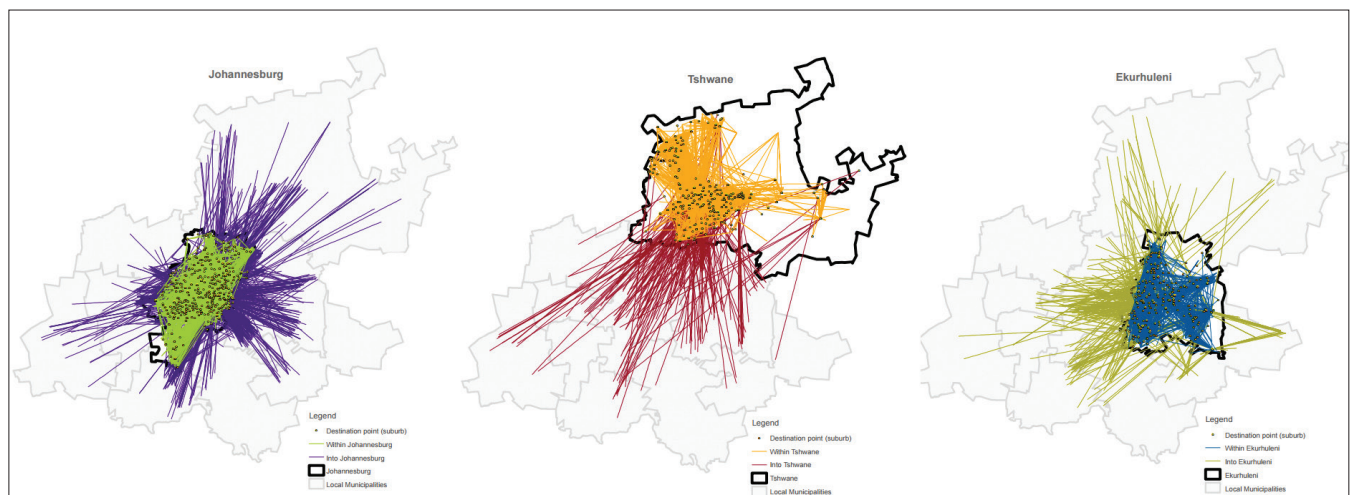 Johannesburg
Legend
Destination point (suburb)
Within Johannesburg
Into Johannesburg
Johannesburg
Local Municipalities
Tshwane
Legend
Destination point (suburb)
Within Tshwane
Into Tshwane
Tshwane
Local Municipalities
Ekurhuleni
Legend
Destination point (suburb)
Within Ekurhuleni
Into Ekurhuleni
Ekurhuleni
Local Municipalities